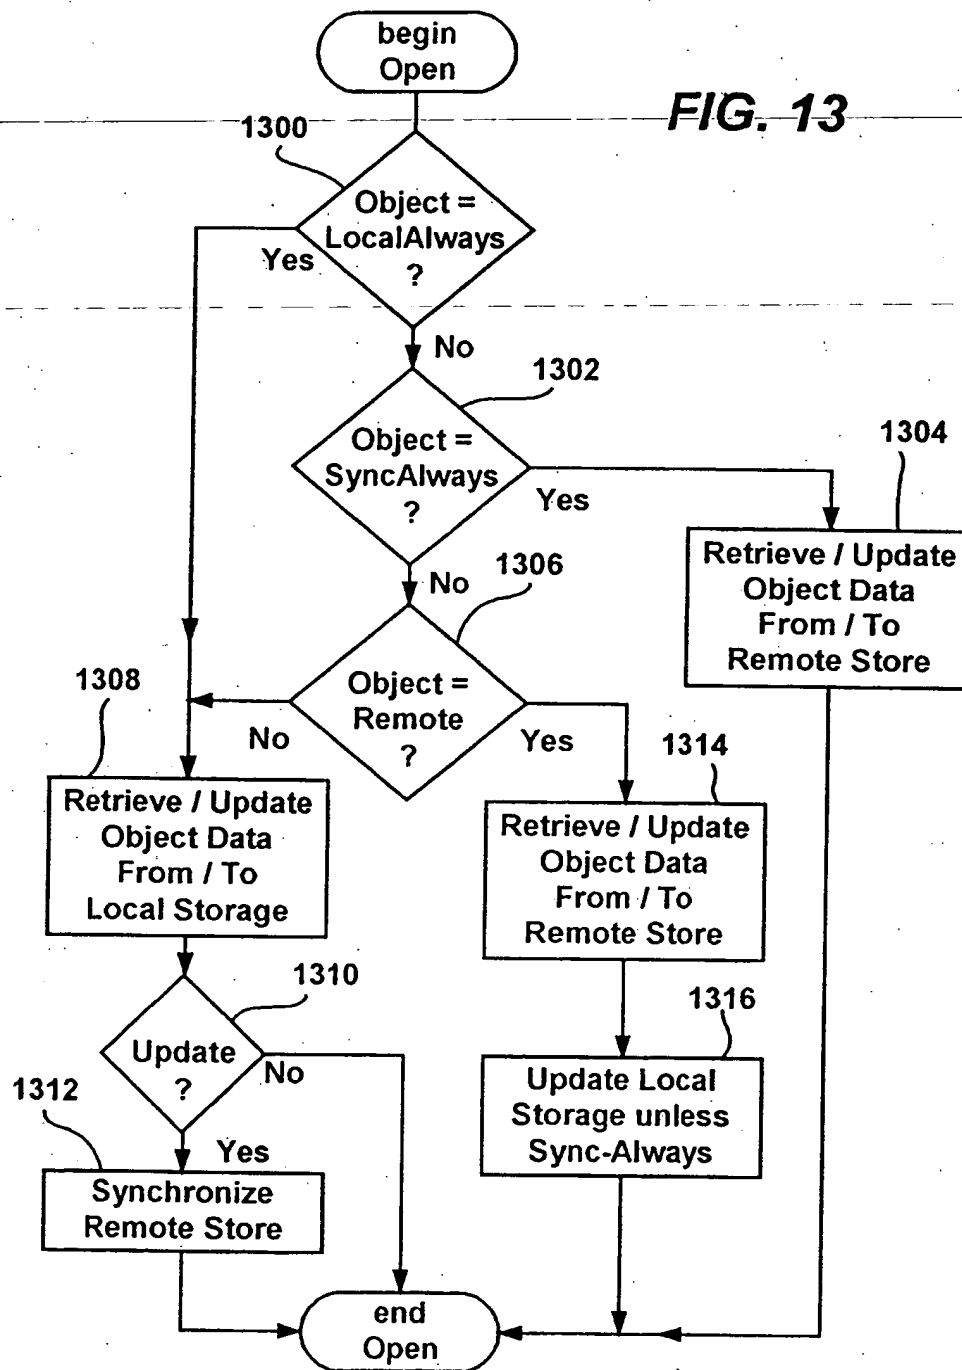 begin
Open
FIG. 13
1300
Object =
LocalAlways
?
Yes
No
1302
Object =
SyncAlways
?
Yes
1304
Retrieve / Update
Object Data
From / To
Remote Store
No
1306
Object =
Remote
?
No
Yes
1308
Retrieve / Update
Object Data
From / To
Local Storage
1314
Retrieve / Update
Object Data
From / To
Remote Store
1310
Update
?
No
Yes
1312
Synchronize
Remote Store
1316
Update Local
Storage unless
Sync-Always
end
Open